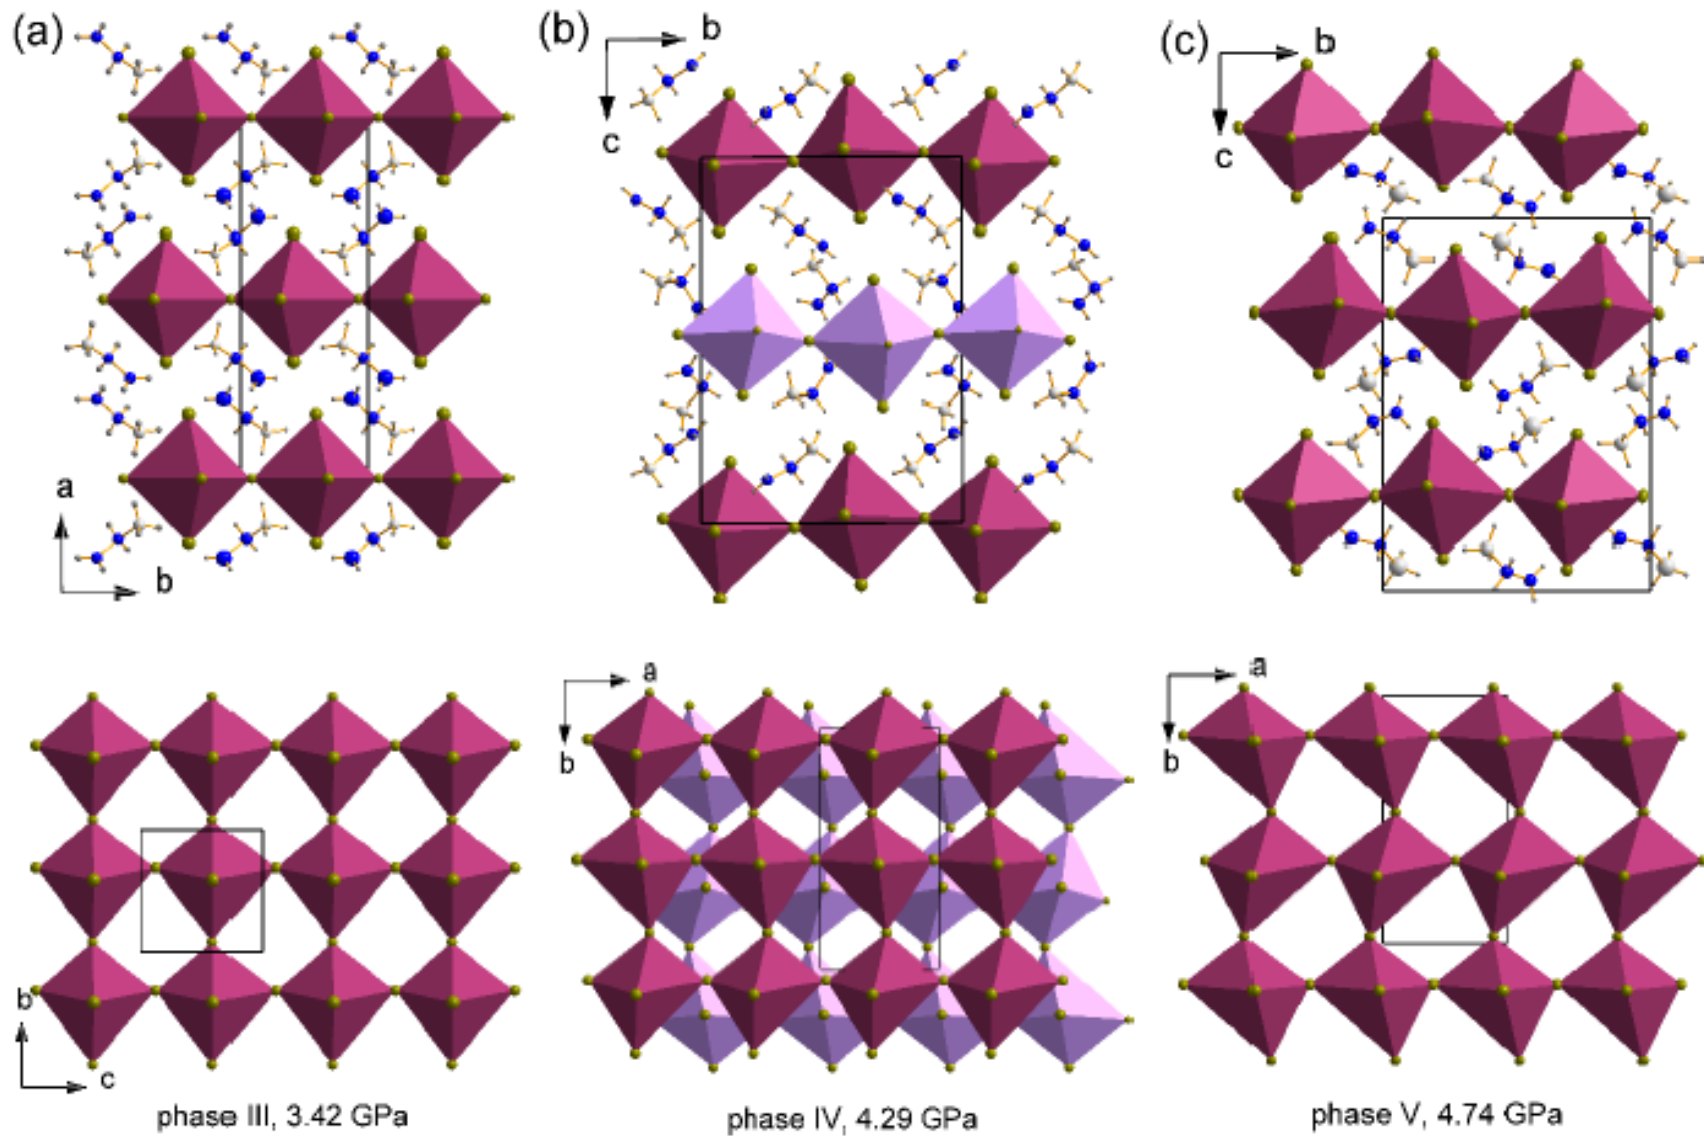 (a)
(b)
(c)
b
c
b
c
a
b
a
b
a
b
b
c
phase III, 3.42 GPa
phase IV, 4.29 GPa
phase V, 4.74 GPa